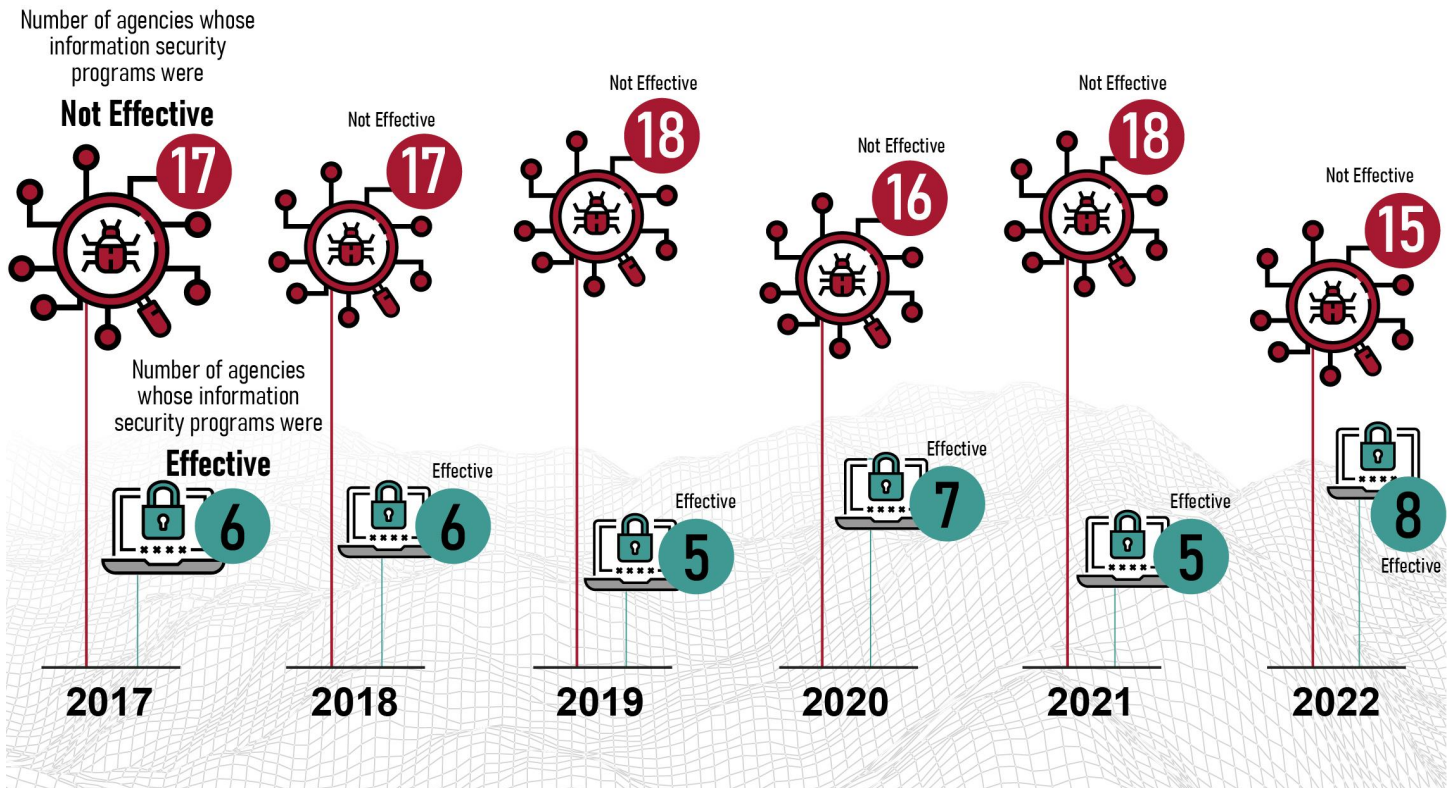 Number of agencies whose
information security
programs were
Not Effective
17
Number of agencies
whose information
security programs were
Effective
6
2017
Not Effective
17
Effective
6
2018
Not Effective
18
Effective
5
2019
Not Effective
16
Effective
7
2020
Not Effective
18
Effective
5
2021
Not Effective
15
8
Effective
2022